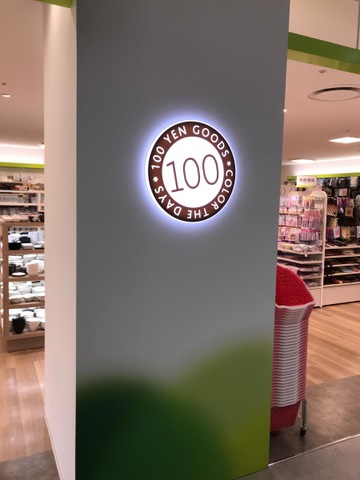 100 YEN GOODS * COLOR THE DAYS *
100